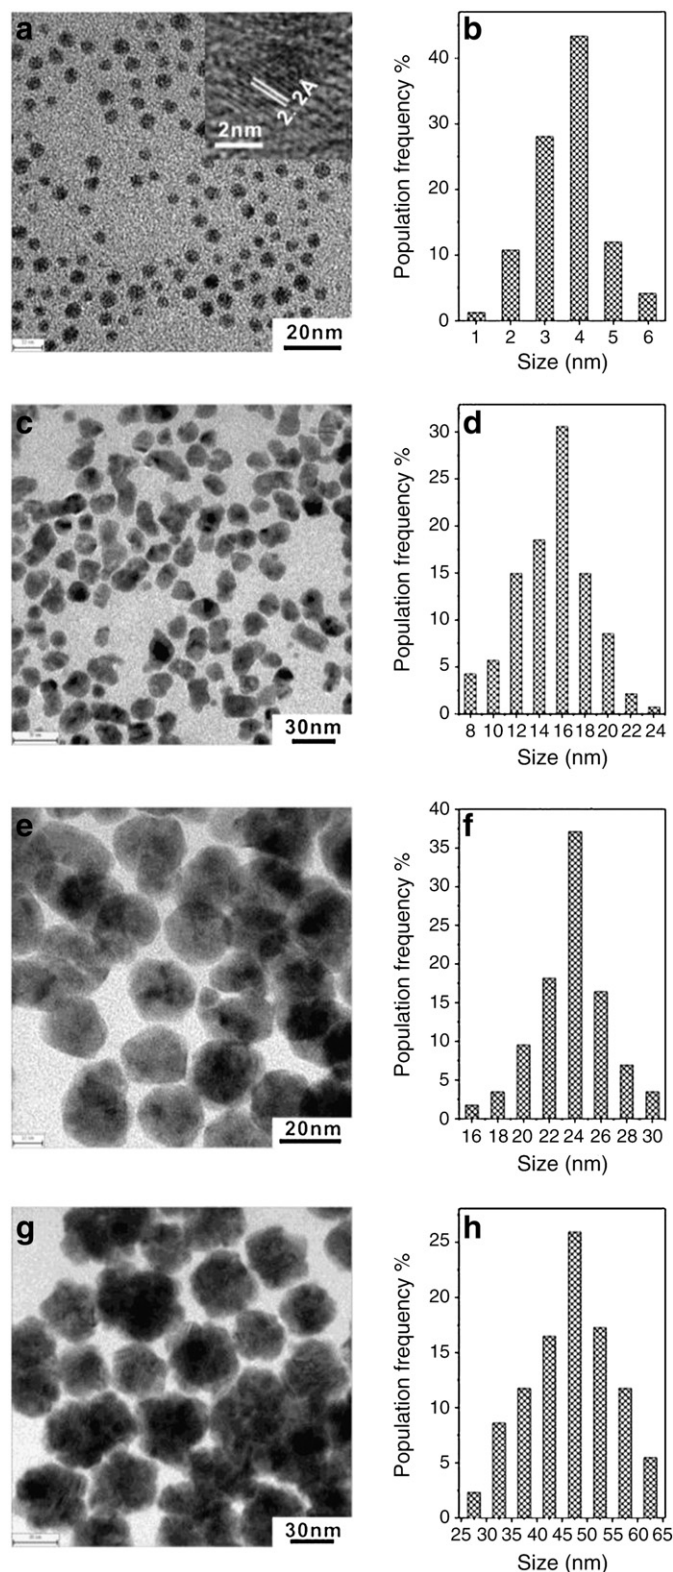 a
2.2Å
2nm
20nm
b
Population frequency %
40
30
20
10
0
1 2 3 4 5 6
Size (nm)
c
30nm
d
Population frequency %
30
25
20
15
10
5
0
8 10 12 14 16 18 20 22 24
Size (nm)
e
20nm
f
Population frequency %
40
35
30
25
20
15
10
5
0
16 18 20 22 24 26 28 30
Size (nm)
g
30nm
h
Population frequency %
25
20
15
10
5
0
25 30 35 40 45 50 55 60 65
Size (nm)